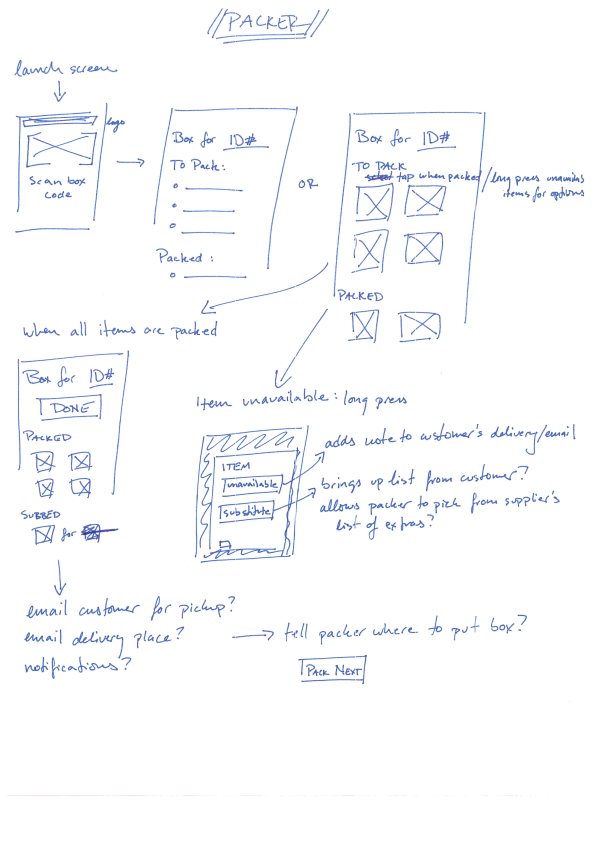 PACKER
launch screen
logo
Scan box
code
Box for ID#
To Pack:
Packed:
OR
Box for ID#
TO PACK
tap when packed / long press unavailable
items for options
PACKED
when all items are packed
Box for ID#
DONE
PACKED
SUBBED
for
Item unavailable: long press
ITEM
unavailable
substitute
adds note to customer's delivery/email
brings up list from customer?
allows packer to pick from supplier's
list of extras?
email customer for pickup?
email delivery place?
notifications?
tell packer where to put box?
PACK NEXT